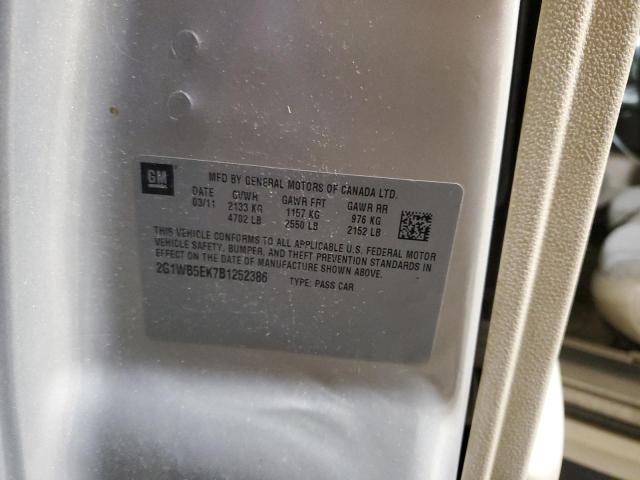 GM
MFD BY GENERAL MOTORS OF CANADA LTD.
DATE GVWR GAWR FRT GAWR RR
03/11 2133 KG 1157 KG 976 KG
4702 LB 2550 LB 2152 LB
THIS VEHICLE CONFORMS TO ALL APPLICABLE U.S. FEDERAL MOTOR
VEHICLE SAFETY, BUMPER, AND THEFT PREVENTION STANDARDS IN
EFFECT ON THE DATE OF MANUFACTURE SHOWN ABOVE.
2G1WB5EK7B1252386 TYPE: PASS CAR